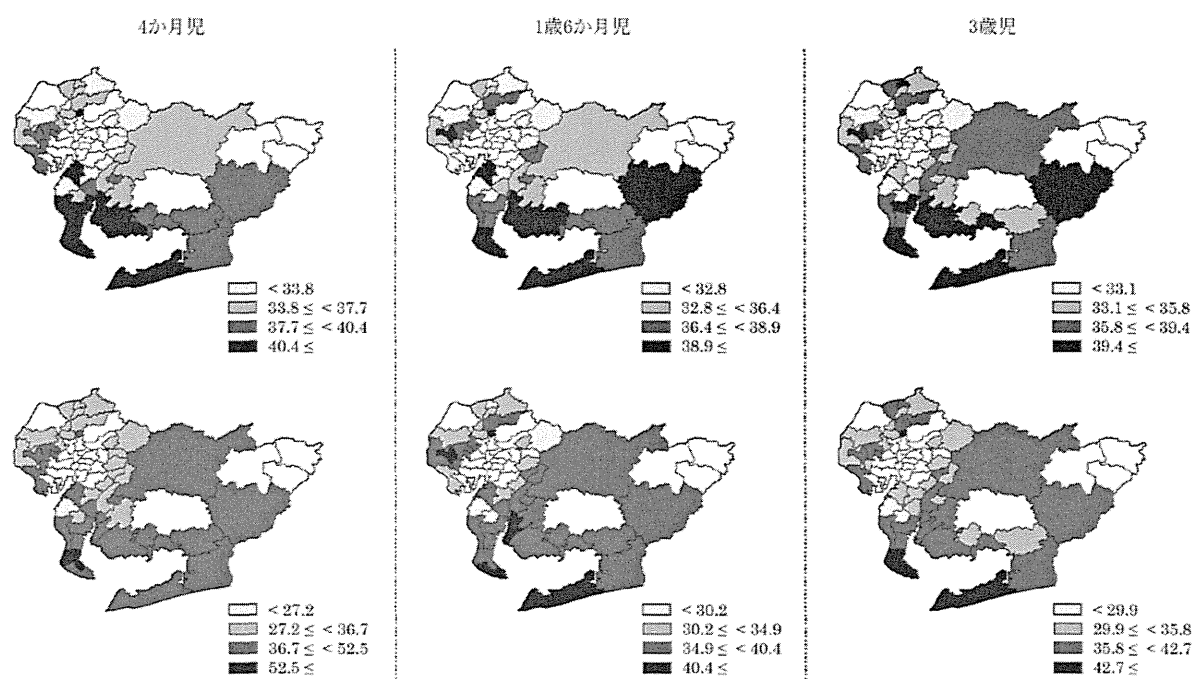 4か月児
1歳6か月児
3歳児
< 33.8
33.8 ≤ < 37.7
37.7 ≤ < 40.4
40.4 ≤
< 32.8
32.8 ≤ < 36.4
36.4 ≤ < 38.9
38.9 ≤
< 33.1
33.1 ≤ < 35.8
35.8 ≤ < 39.4
39.4 ≤
< 27.2
27.2 ≤ < 36.7
36.7 ≤ < 52.5
52.5 ≤
< 30.2
30.2 ≤ < 34.9
34.9 ≤ < 40.4
40.4 ≤
< 29.9
29.9 ≤ < 35.8
35.8 ≤ < 42.7
42.7 ≤